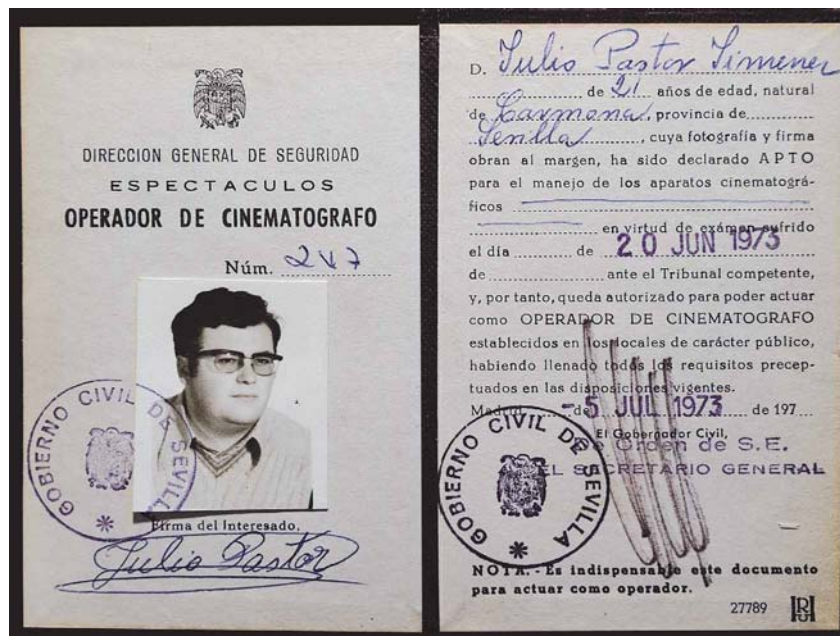 DIRECCION GENERAL DE SEGURIDAD
ESPECTACULOS
OPERADOR DE CINEMATOGRAFO
Núm. 247
GOBIERNO CIVIL DE SEVILLA
Firma del Interesado,
Julio Pastor
D. Julio Pastor Jimenez
de 21 años de edad, natural
de Carmona, provincia de
Sevilla, cuya fotografía y firma
obran al margen, ha sido declarado APTO
para el manejo de los aparatos cinematográ-
ficos
en virtud de exámen sufrido
el día de 20 JUN 1973
de ante el Tribunal competente,
y, por tanto, queda autorizado para poder actuar
como OPERADOR DE CINEMATOGRAFO
establecidos en los locales de carácter público,
habiendo llenado todos los requisitos precep-
tuados en las disposiciones vigentes.
Madrid, -5 JUL 1973 de 197
El Gobernador Civil,
De Orden de S.E.
EL SECRETARIO GENERAL
GOBIERNO CIVIL DE SEVILLA
NOTA.- Es indispensable este documento
para actuar como operador.
27789